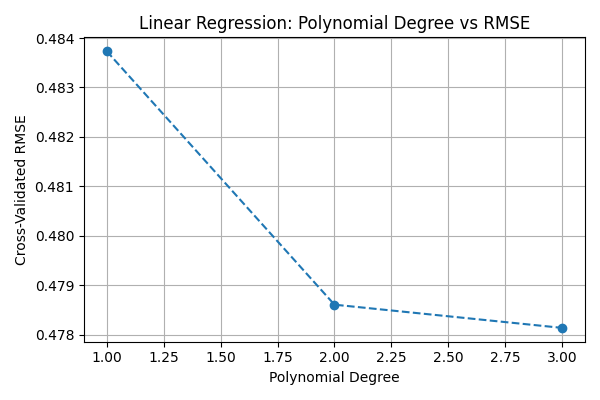 Linear Regression: Polynomial Degree vs RMSE
0.484
0.483
0.482
0.481
0.480
0.479
0.478
Cross-Validated RMSE
1.00 1.25 1.50 1.75 2.00 2.25 2.50 2.75 3.00
Polynomial Degree